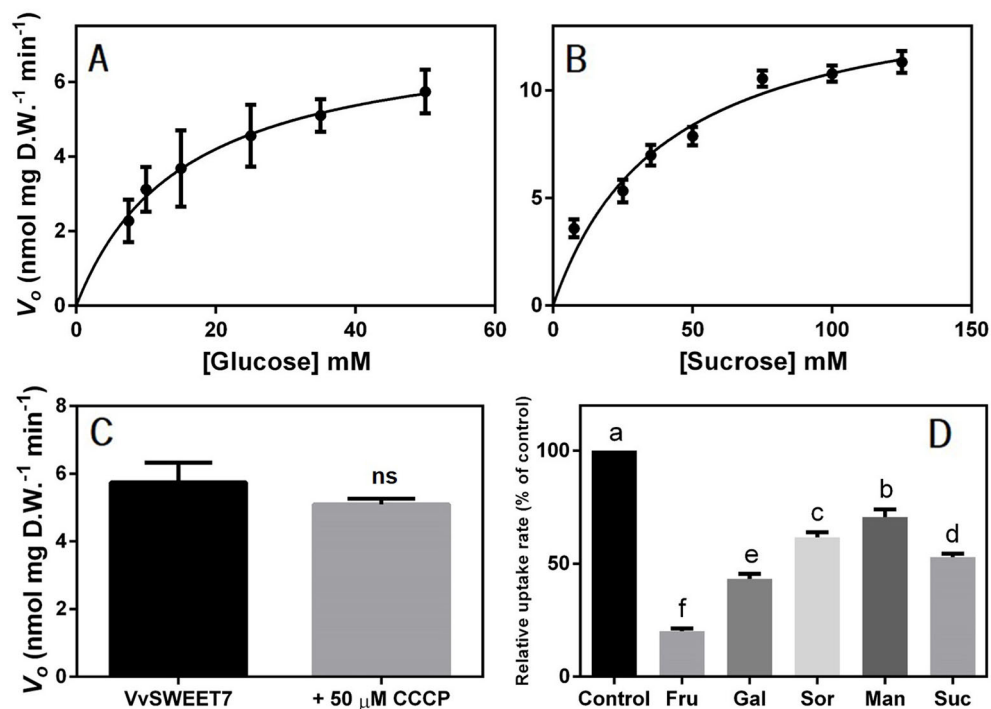 A
V₀ (nmol mg D.W.⁻¹ min⁻¹)
6
4
2
0
0 20 40 60
[Glucose] mM
B
10
5
0
0 50 100 150
[Sucrose] mM
C
V₀ (nmol mg D.W.⁻¹ min⁻¹)
8
6
4
2
0
ns
VvSWEET7 + 50 μM CCCP
D
Relative uptake rate (% of control)
100
50
0
a
f
e
c
b
d
Control Fru Gal Sor Man Suc